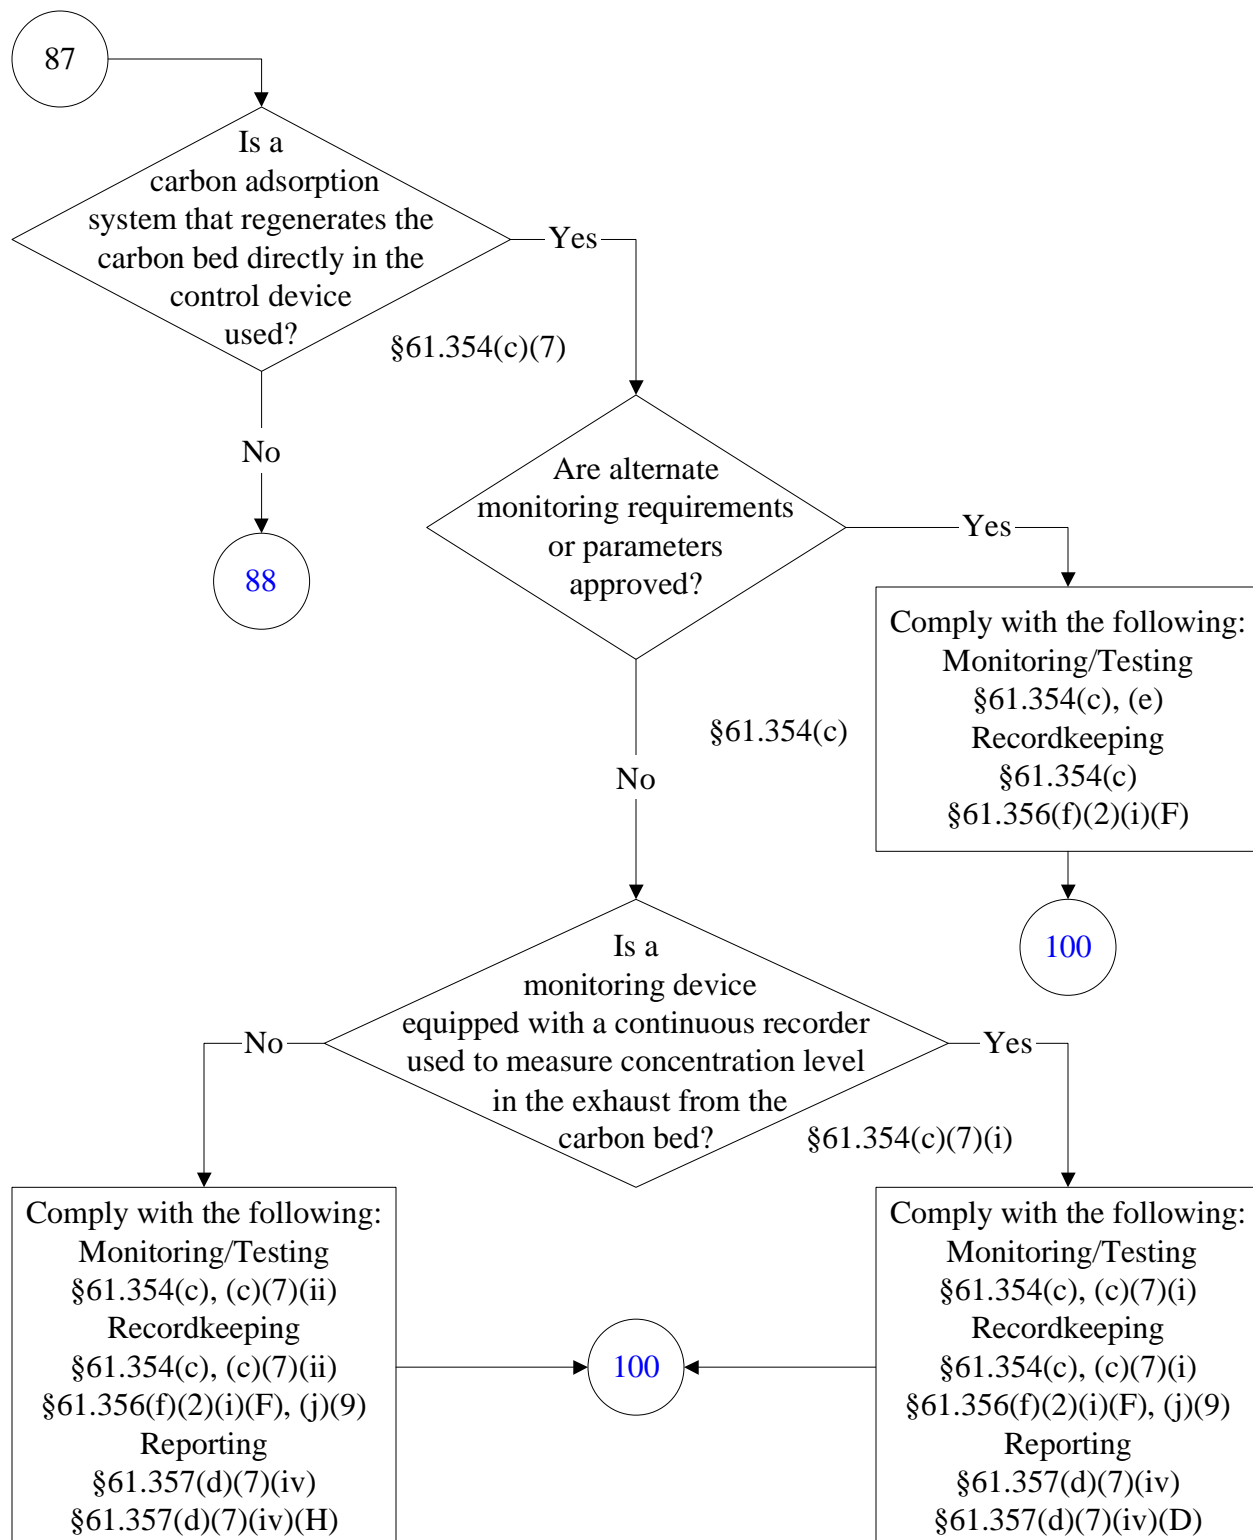 87
Is a
carbon adsorption
system that regenerates the
carbon bed directly in the
control device
used?
Yes
§61.354(c)(7)
No
88
Are alternate
monitoring requirements
or parameters
approved?
Yes
Comply with the following:
Monitoring/Testing
§61.354(c), (e)
Recordkeeping
§61.354(c)
§61.356(f)(2)(i)(F)
§61.354(c)
No
100
Is a
monitoring device
equipped with a continuous recorder
used to measure concentration level
in the exhaust from the
carbon bed?
No
Yes
§61.354(c)(7)(i)
Comply with the following:
Monitoring/Testing
§61.354(c), (c)(7)(ii)
Recordkeeping
§61.354(c), (c)(7)(ii)
§61.356(f)(2)(i)(F), (j)(9)
Reporting
§61.357(d)(7)(iv)
§61.357(d)(7)(iv)(H)
100
Comply with the following:
Monitoring/Testing
§61.354(c), (c)(7)(i)
Recordkeeping
§61.354(c), (c)(7)(i)
§61.356(f)(2)(i)(F), (j)(9)
Reporting
§61.357(d)(7)(iv)
§61.357(d)(7)(iv)(D)